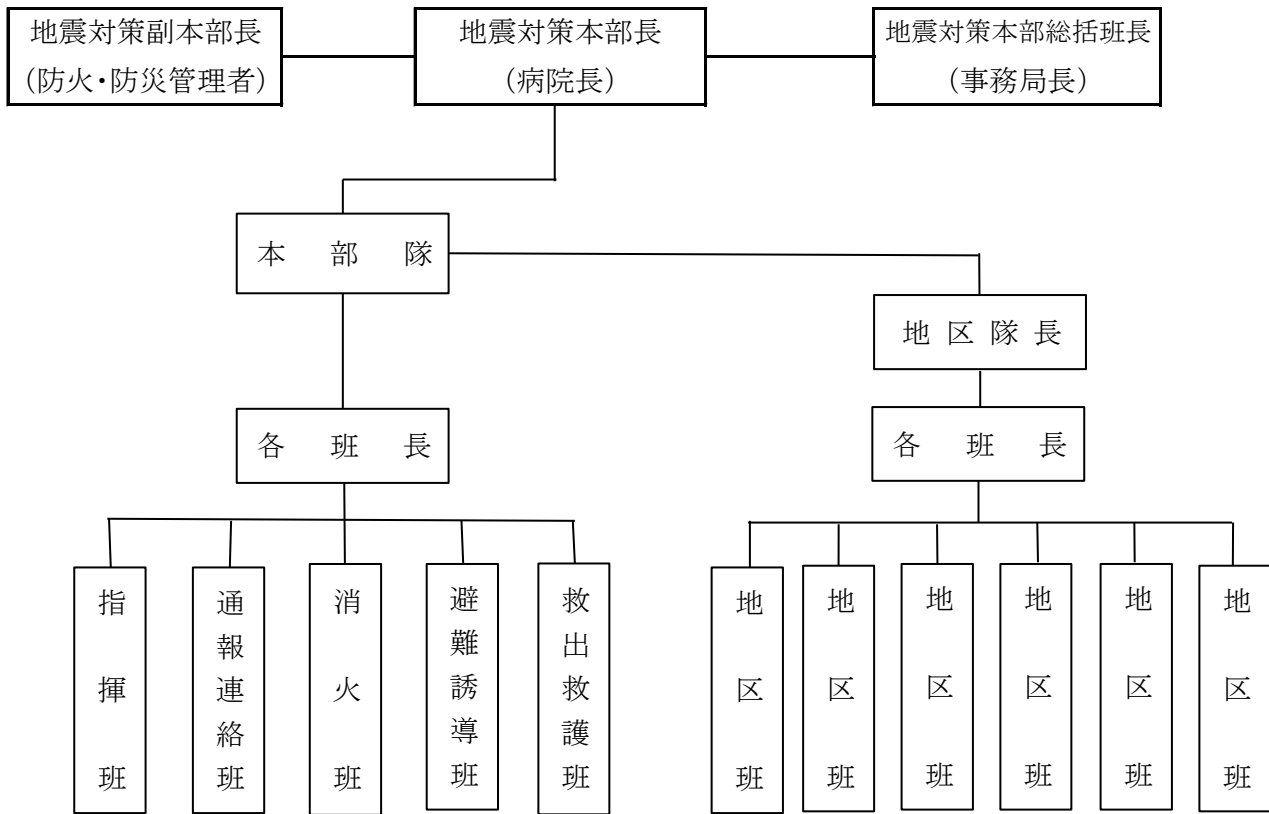 地震対策副本部長
(防火・防災管理者)
地震対策本部長
(病院長)
地震対策本部総括班長
(事務局長)
本部隊
地区隊長
各班長
各班長
指揮班
通報連絡班
消火班
避難誘導班
救出救護班
地区班
地区班
地区班
地区班
地区班
地区班